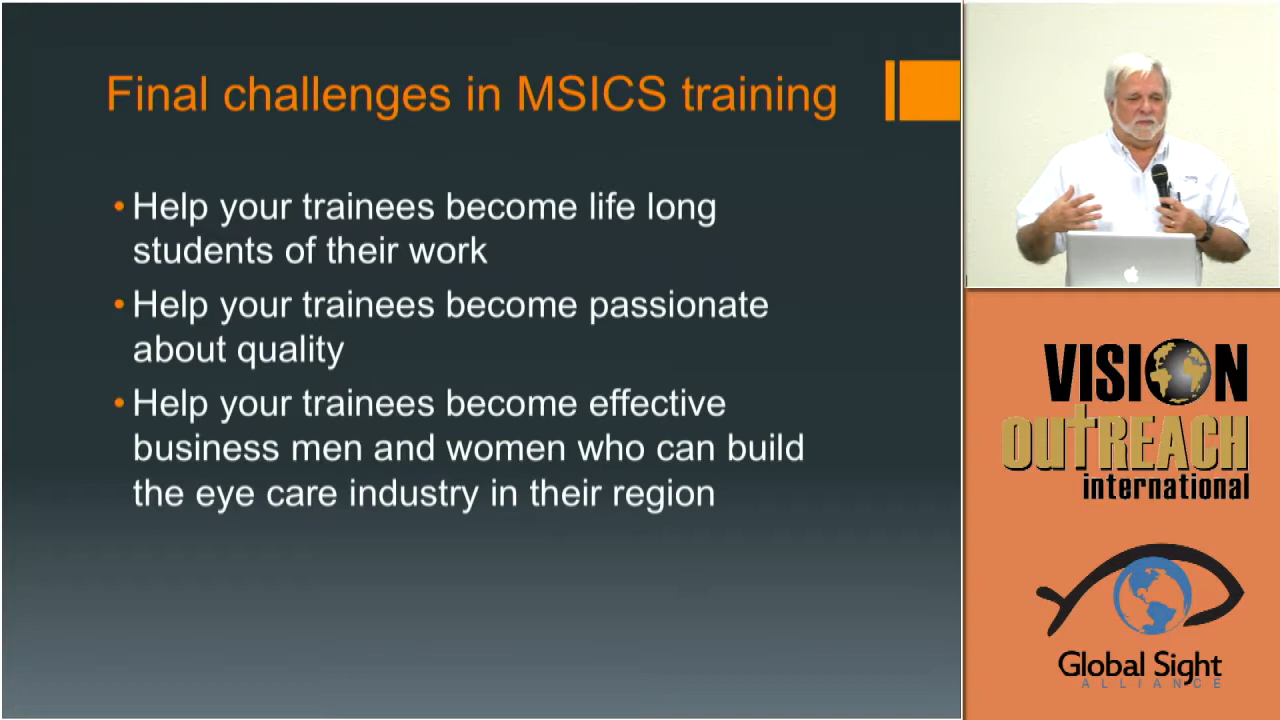 Final challenges in MSICS training
• Help your trainees become life long
students of their work
• Help your trainees become passionate
about quality
• Help your trainees become effective
business men and women who can build
the eye care industry in their region
VISION
OUTREACH
international
Global Sight
ALLIANCE